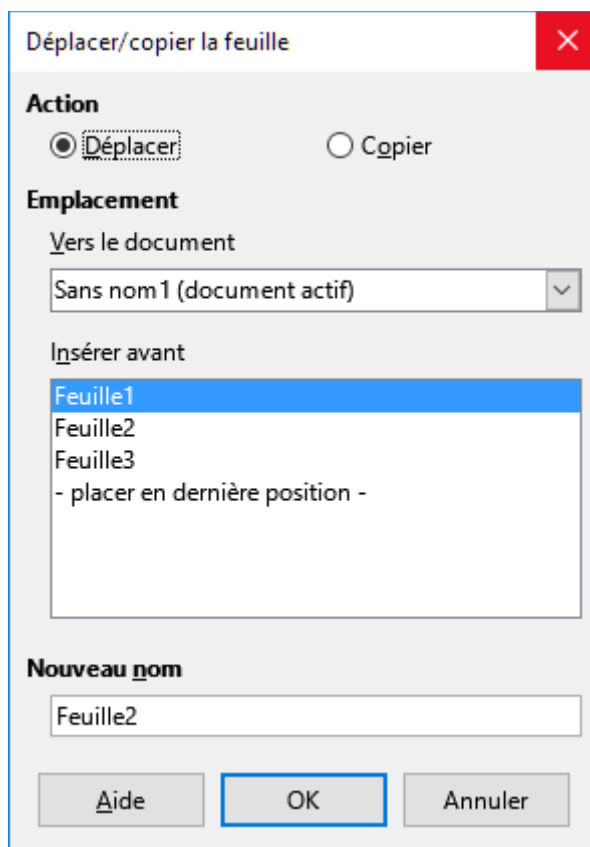 Déplacer/copier la feuille
Action
Déplacer Copier
Emplacement
Vers le document
Sans nom1 (document actif)
Insérer avant
Feuille1
Feuille2
Feuille3
- placer en dernière position -
Nouveau nom
Feuille2
Aide OK Annuler